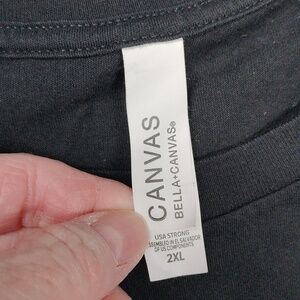 CANVAS
BELLA+CANVAS®
USA STRONG
ASSEMBLED IN EL SALVADOR
OF US COMPONENTS
2XL